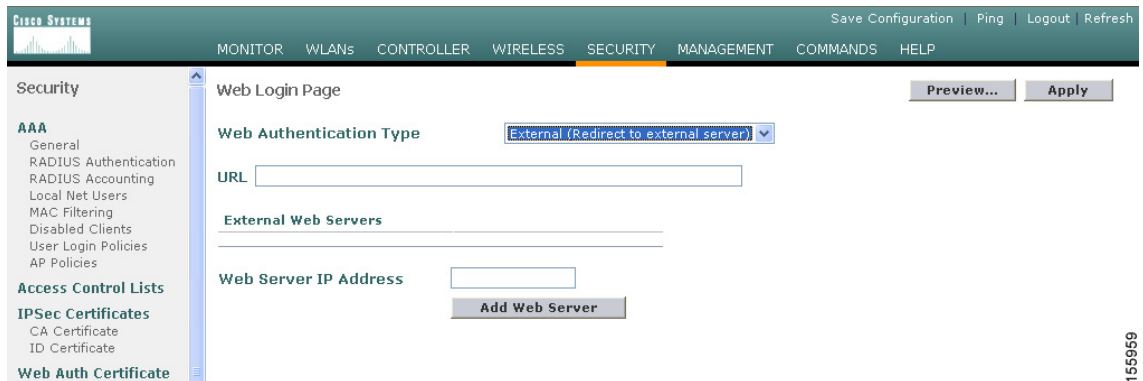 CISCO SYSTEMS
Save Configuration | Ping | Logout | Refresh
MONITOR WLANs CONTROLLER WIRELESS SECURITY MANAGEMENT COMMANDS HELP
Security
AAA
General
RADIUS Authentication
RADIUS Accounting
Local Net Users
MAC Filtering
Disabled Clients
User Login Policies
AP Policies
Access Control Lists
IPSec Certificates
CA Certificate
ID Certificate
Web Auth Certificate
Web Login Page
Preview... Apply
Web Authentication Type External (Redirect to external server)
URL
External Web Servers
Web Server IP Address
Add Web Server
155959